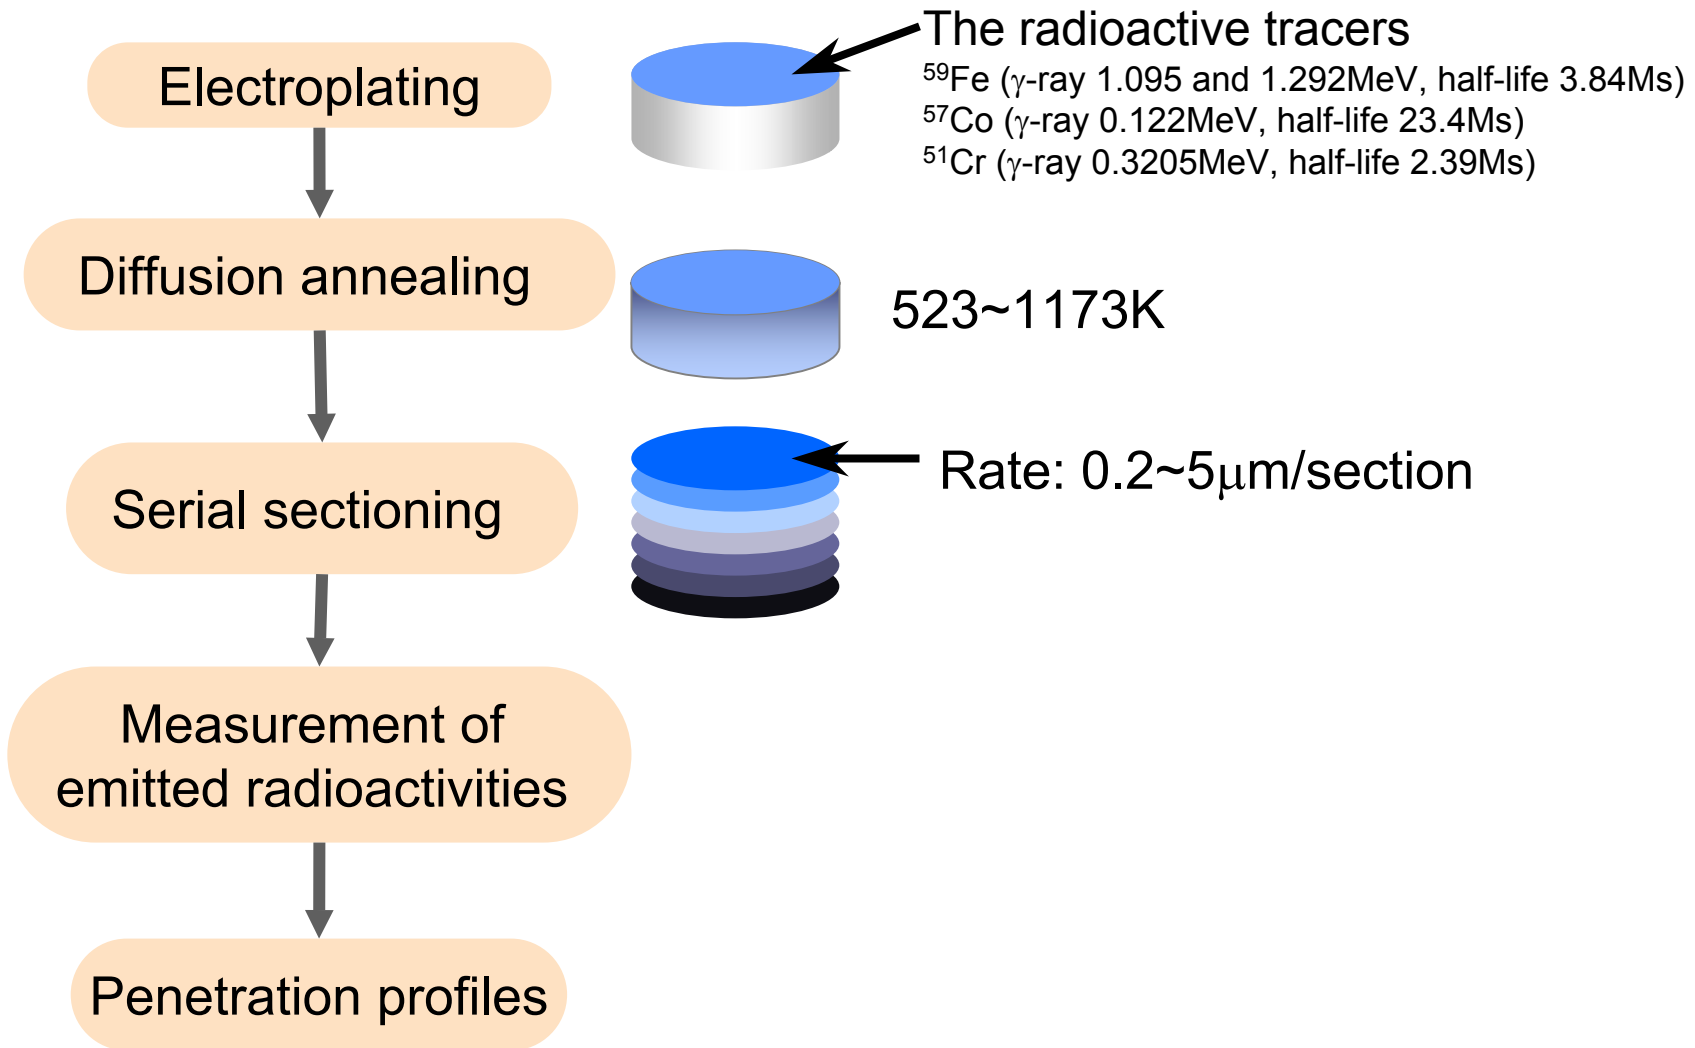 Electroplating
The radioactive tracers
⁵⁹Fe (γ-ray 1.095 and 1.292MeV, half-life 3.84Ms)
⁵⁷Co (γ-ray 0.122MeV, half-life 23.4Ms)
⁵¹Cr (γ-ray 0.3205MeV, half-life 2.39Ms)
Diffusion annealing
523~1173K
Serial sectioning
Rate: 0.2~5μm/section
Measurement of
emitted radioactivities
Penetration profiles